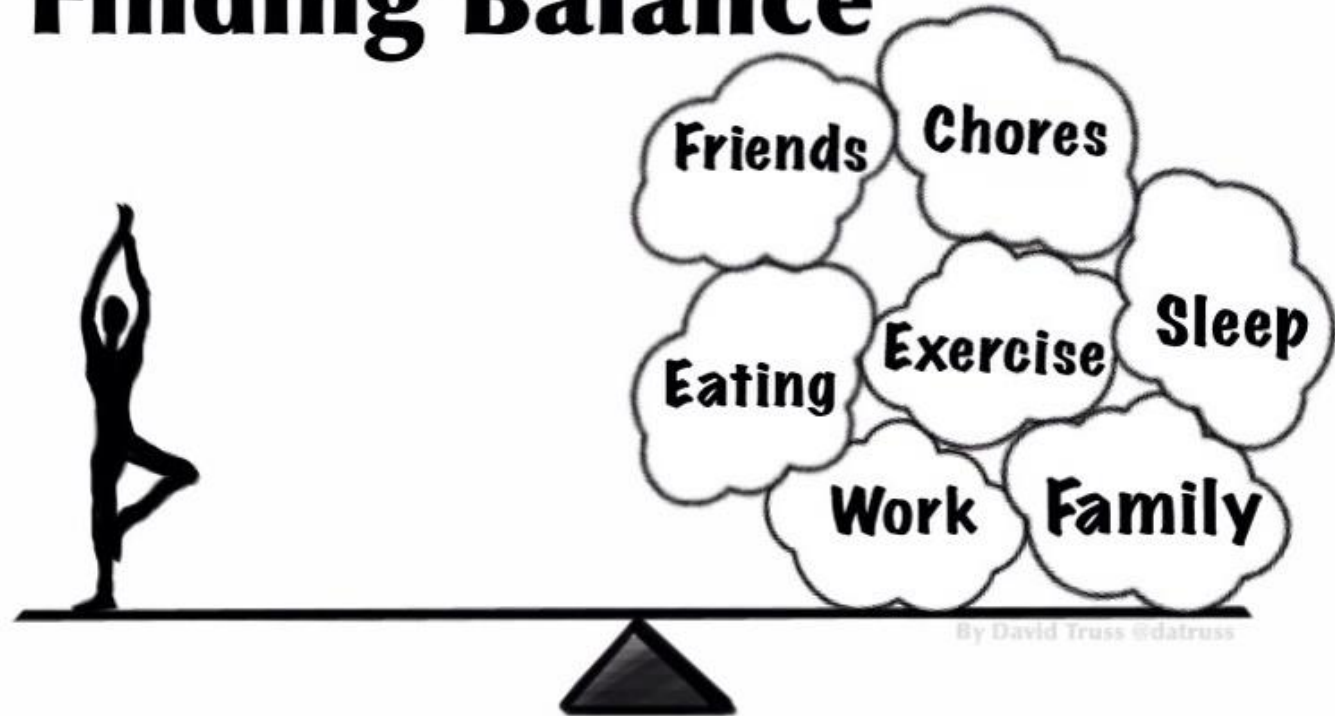 Finding Balance
Friends
Chores
Sleep
Exercise
Eating
Work
Family
By David Truss @datruss